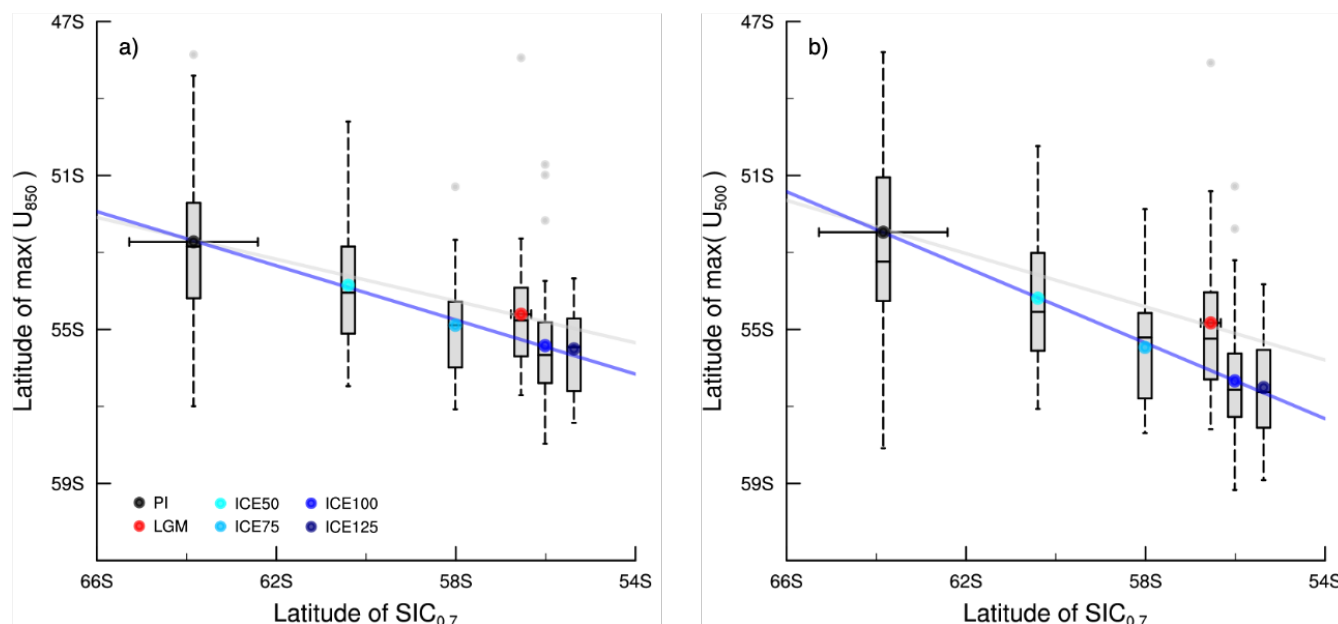 a)
47S
51S
55S
59S
Latitude of max( U850 )
PI ICE50 ICE100
LGM ICE75 ICE125
66S 62S 58S 54S
Latitude of SIC0.7
b)
47S
51S
55S
59S
Latitude of max( U500 )
66S 62S 58S 54S
Latitude of SIC0.7